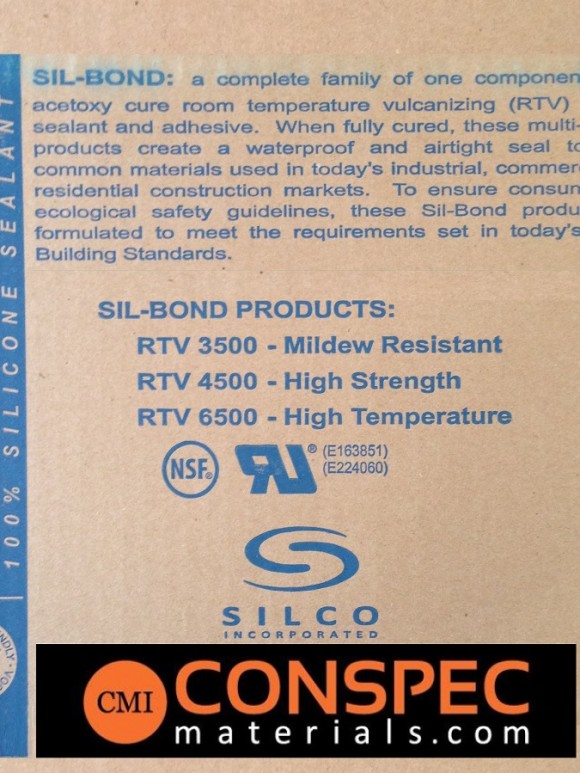 SIL-BOND: a complete family of one componen
acetoxy cure room temperature vulcanizing (RTV)
sealant and adhesive. When fully cured, these multi-
products create a waterproof and airtight seal to
common materials used in today's industrial, commer
residential construction markets. To ensure consum
ecological safety guidelines, these Sil-Bond produ
formulated to meet the requirements set in today's
Building Standards.
100% SILICONE SEALANT
SIL-BOND PRODUCTS:
RTV 3500 - Mildew Resistant
RTV 4500 - High Strength
RTV 6500 - High Temperature
NSF®
RU® (E163851)
(E224060)
SILCO
INCORPORATED
CMI CONSPEC
materials.com